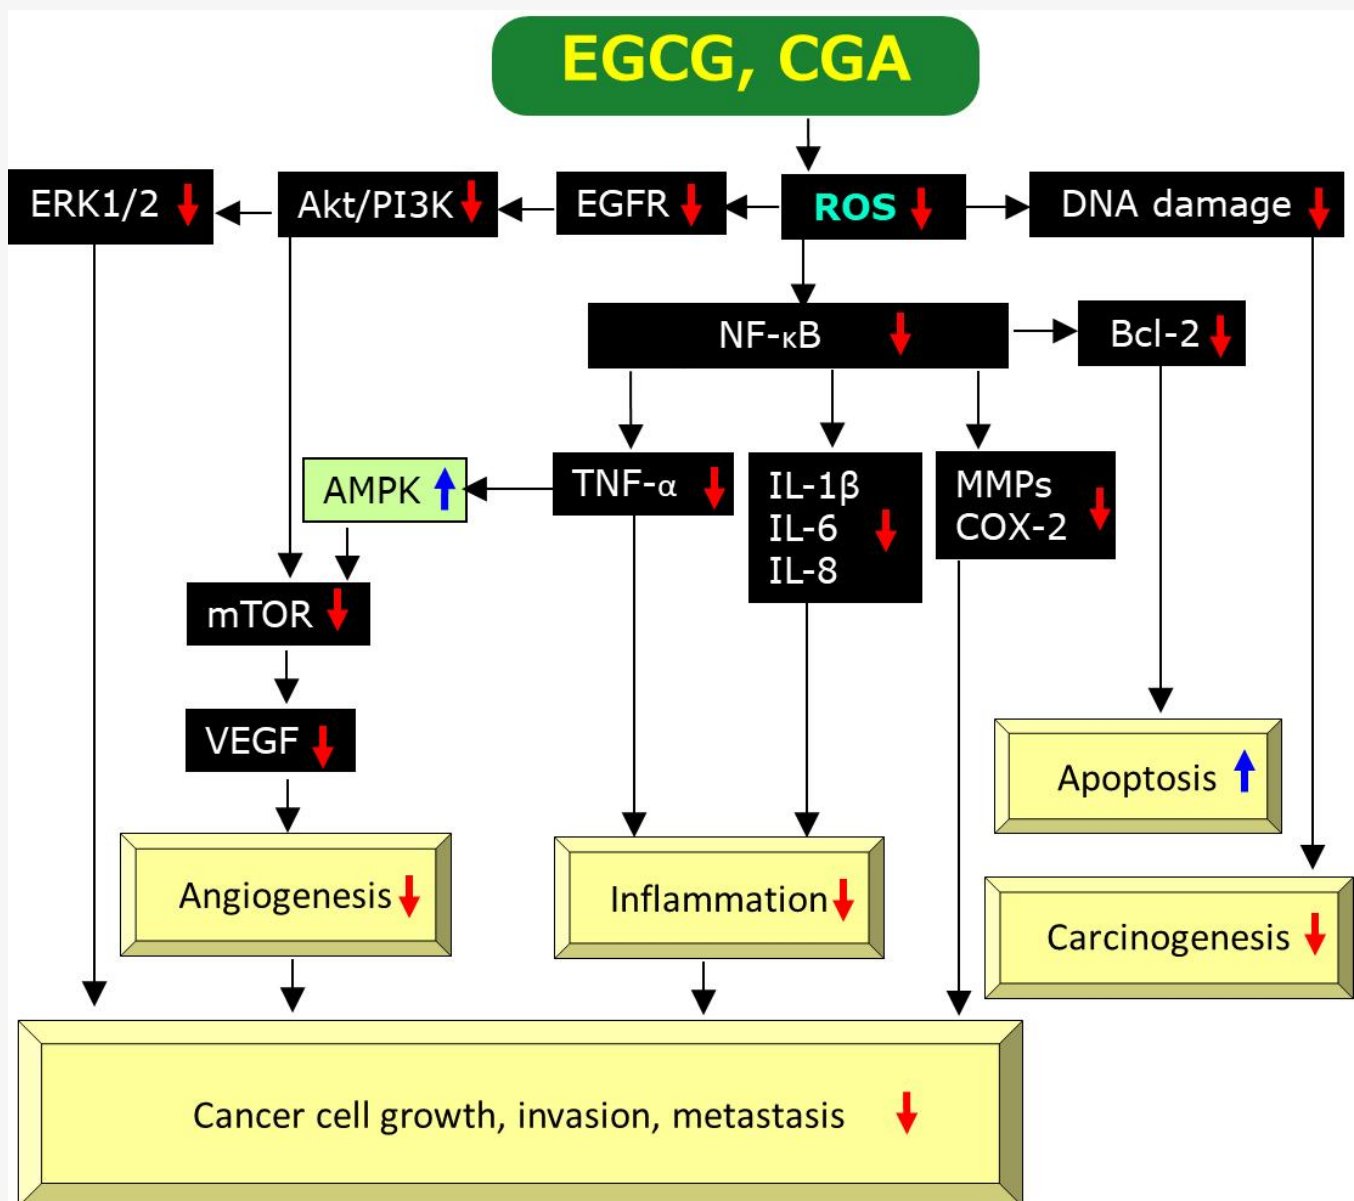 EGCG, CGA
ERK1/2
Akt/PI3K
EGFR
ROS
DNA damage
NF-κB
Bcl-2
AMPK
TNF-α
IL-1β
IL-6
IL-8
MMPs
COX-2
mTOR
VEGF
Apoptosis
Angiogenesis
Inflammation
Carcinogenesis
Cancer cell growth, invasion, metastasis